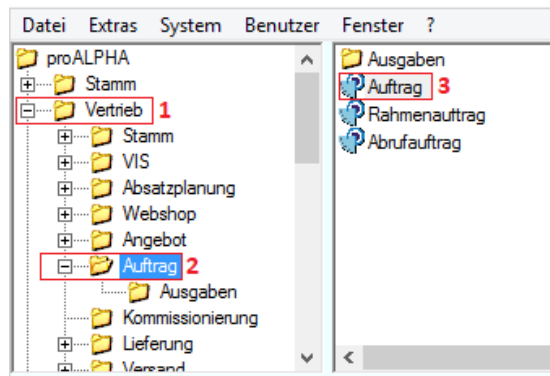 Datei Extras System Benutzer Fenster ?
proALPHA
Stamm
Vertrieb 1
Stamm
VIS
Absatzplanung
Webshop
Angebot
Auftrag 2
Ausgaben
Kommissionierung
Lieferung
Versand
Ausgaben
Auftrag 3
Rahmenauftrag
Abrufauftrag